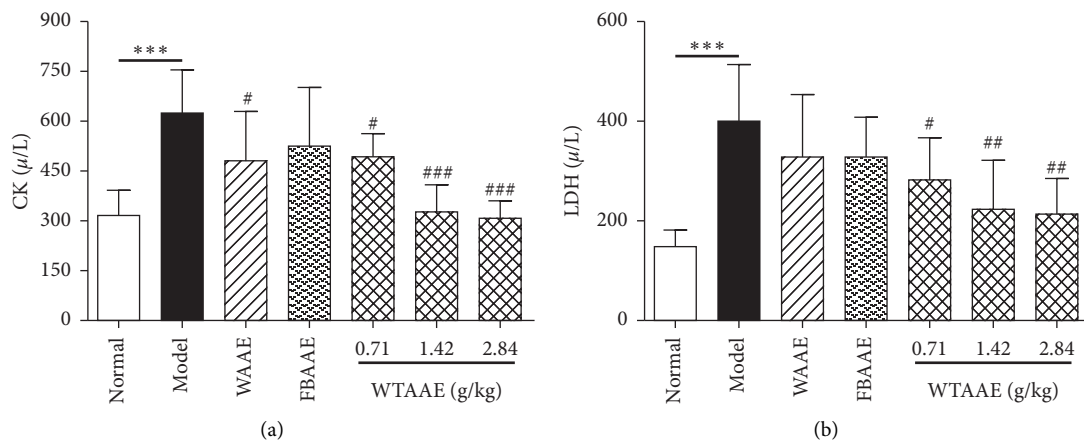 900
750
600
450
300
150
0
CK (μ/L)
***
#
#
###
###
Normal
Model
WAAE
FBAAE
0.71 1.42 2.84
WTAAE (g/kg)
(a)
600
400
200
0
LDH (μ/L)
***
#
##
##
Normal
Model
WAAE
FBAAE
0.71 1.42 2.84
WTAAE (g/kg)
(b)